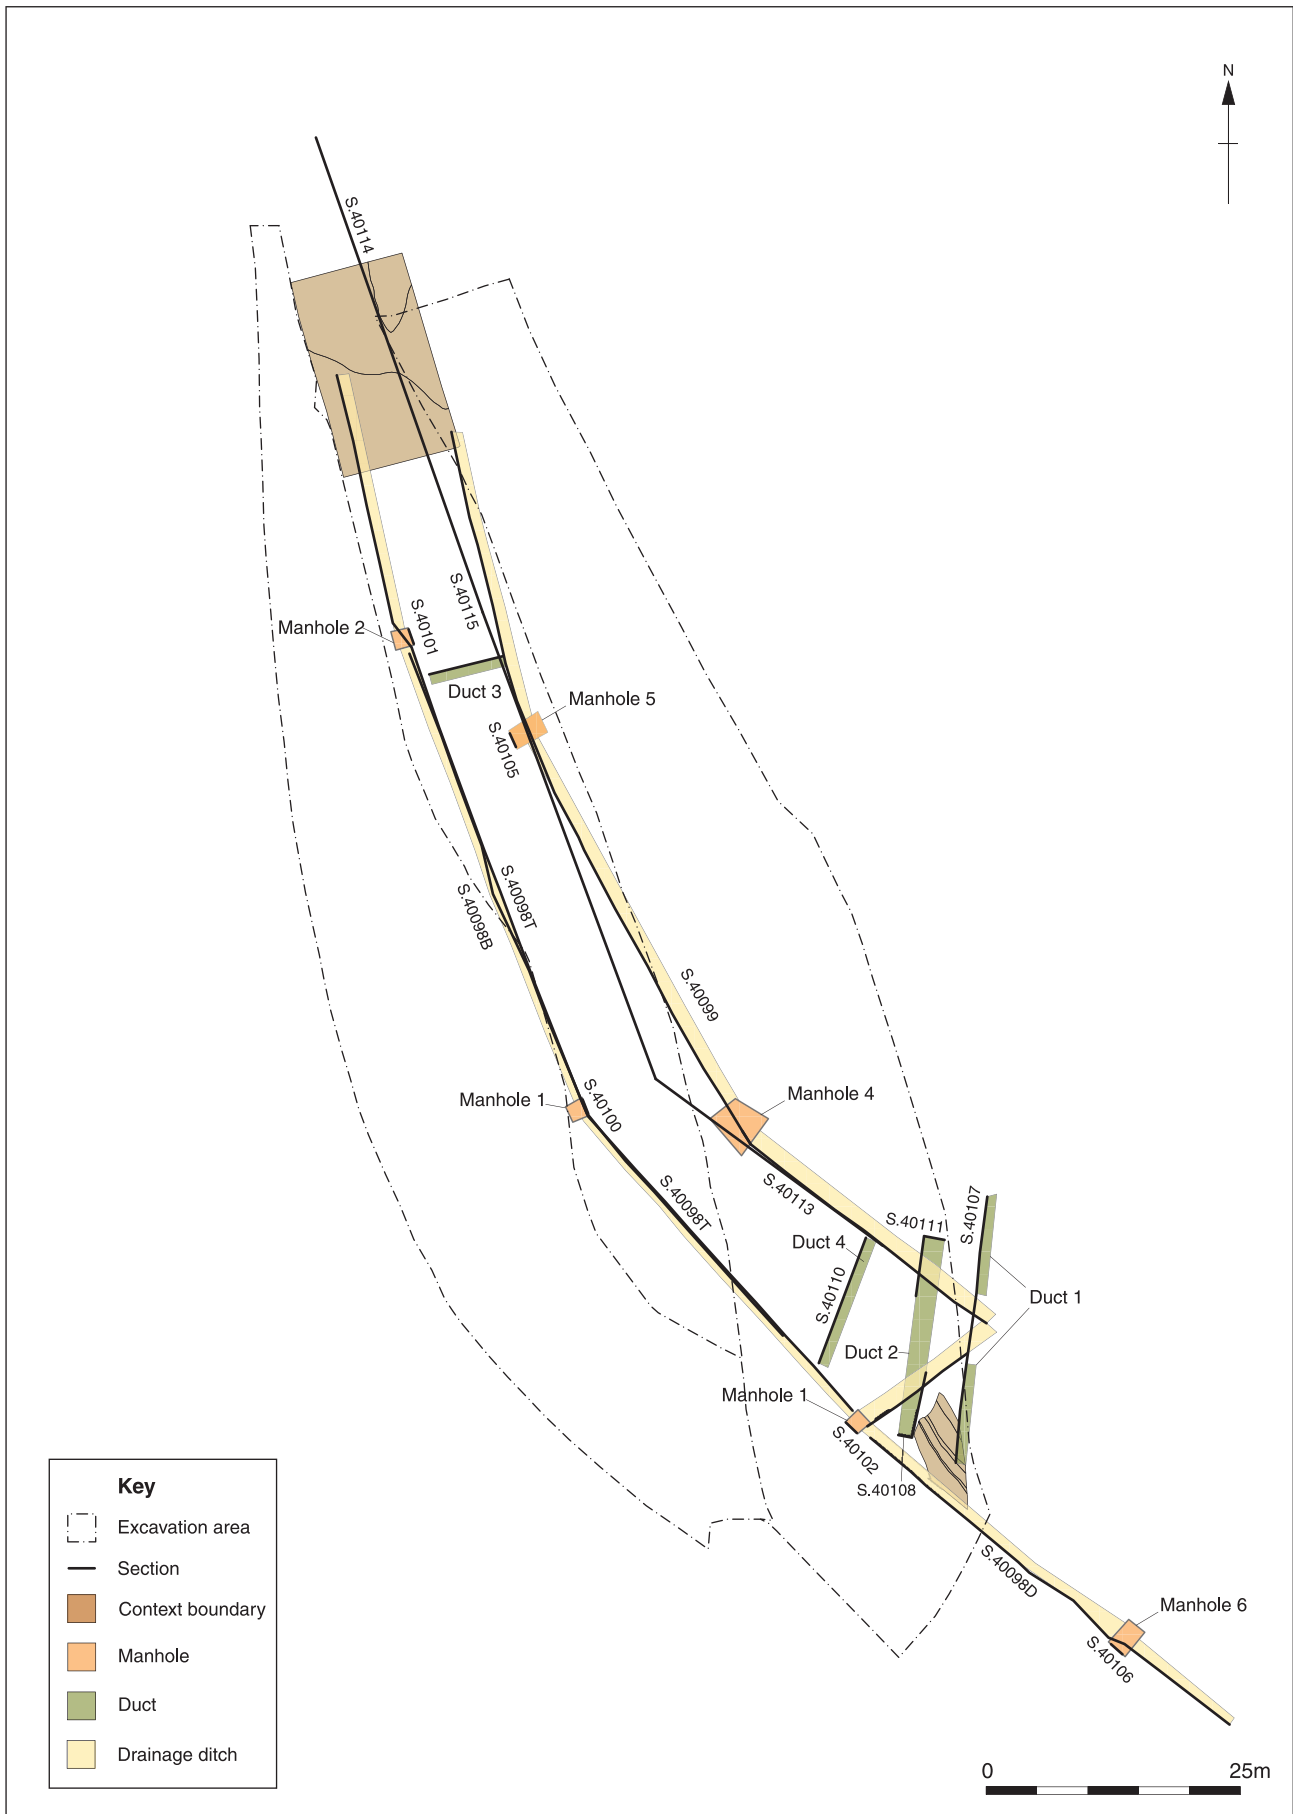 N
S.40114
S.40115
S.40101
Manhole 2
Duct 3
Manhole 5
S.40105
S.40098T
S.40098B
S.40099
Manhole 4
Manhole 1
S.40100
S.40098T
S.40113
S.40107
S.40111
Duct 4
S.40110
Duct 1
Duct 2
Manhole 1
S.40102
S.40108
S.40098D
Manhole 6
S.40106
Key
Excavation area
Section
Context boundary
Manhole
Duct
Drainage ditch
0 25m